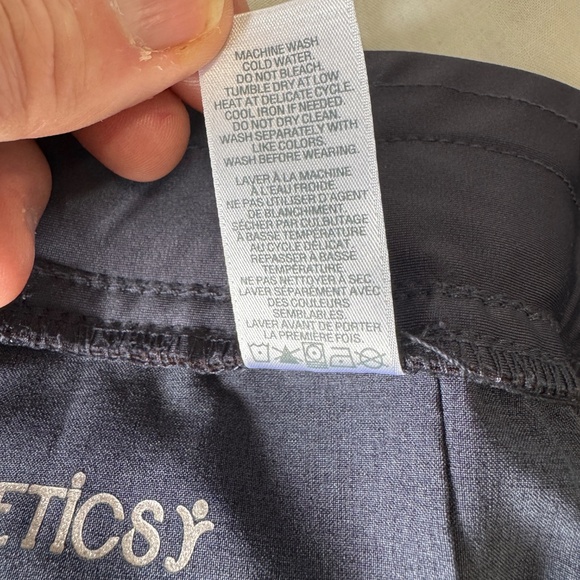 MACHINE WASH
COLD WATER.
DO NOT BLEACH.
TUMBLE DRY AT LOW
HEAT AT DELICATE CYCLE.
COOL IRON IF NEEDED.
DO NOT DRY CLEAN.
WASH SEPARATELY WITH
LIKE COLORS.
WASH BEFORE WEARING.
LAVER À LA MACHINE
À L'EAU FROIDE.
NE PAS UTILISER D'AGENT
DE BLANCHIMENT
SÉCHER PAR CULBUTAGE
À BASSE TEMPÉRATURE
AU CYCLE DÉLICAT.
REPASSER À BASSE
TEMPÉRATURE.
NE PAS NETTOYER À SEC
LAVER SÉPARÉMENT AVEC
DES COULEURS
SEMBLABLES.
LAVER AVANT DE PORTER
LA PREMIÈRE FOIS.
ETICS